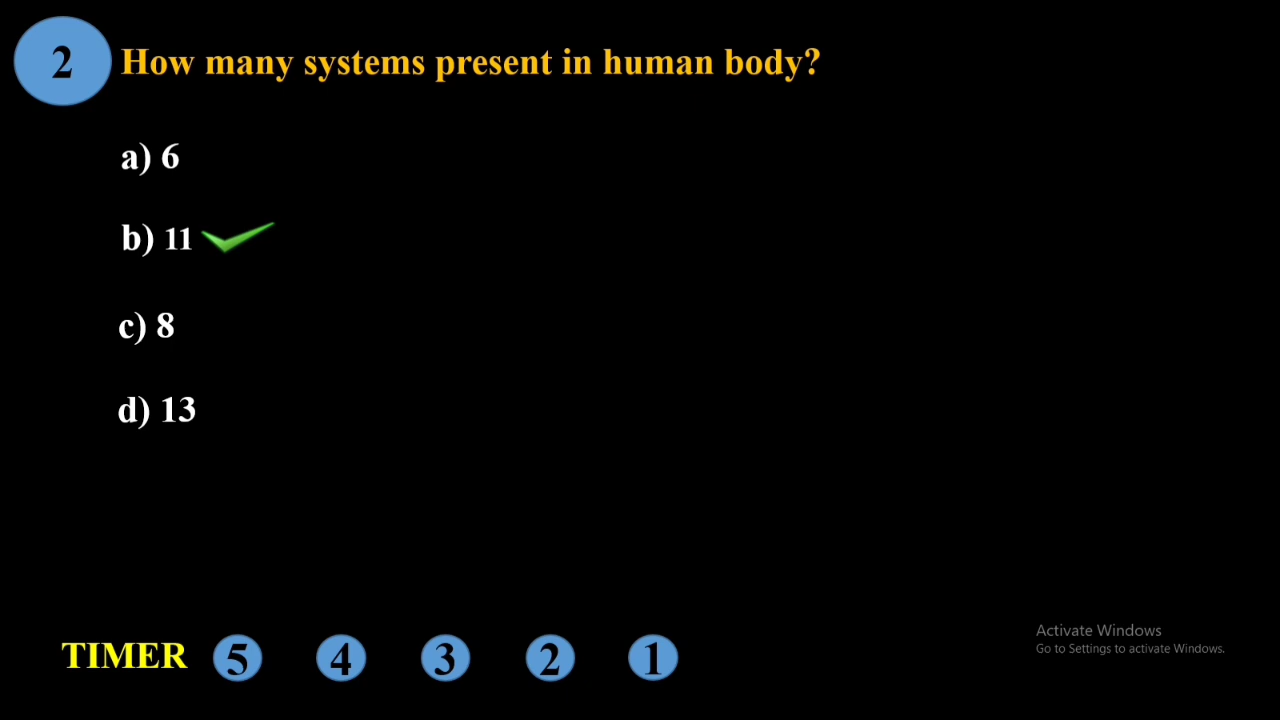 2 How many systems present in human body?
a) 6
b) 11
c) 8
d) 13
Activate Windows
Go to Settings to activate Windows.
TIMER 5 4 3 2 1